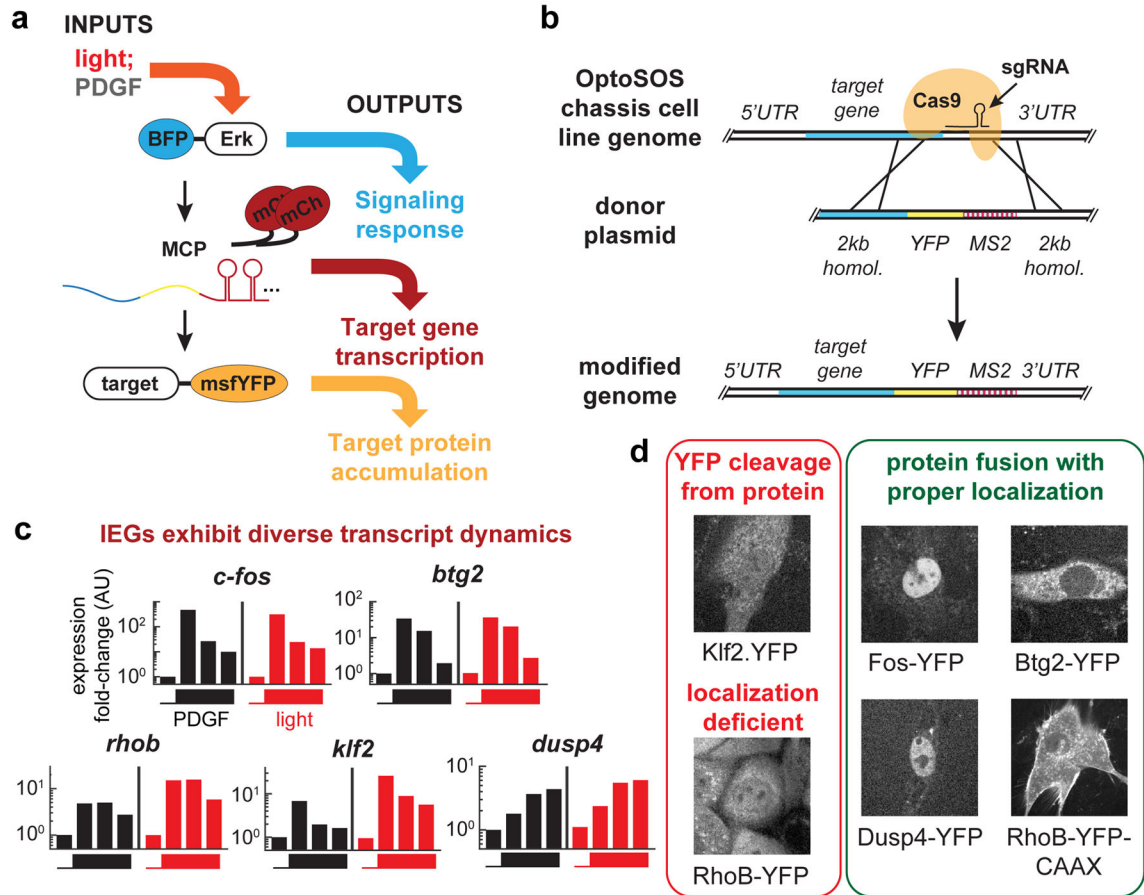 a
INPUTS
light;
PDGF
OUTPUTS
BFP
Erk
Signaling
response
mCh
mCh
MCP
...
Target gene
transcription
target
msfYFP
Target protein
accumulation
b
OptoSOS
chassis cell
line genome
5'UTR
target
gene
Cas9
sgRNA
3'UTR
donor
plasmid
2kb
homol.
YFP
MS2
2kb
homol.
modified
genome
5'UTR
target
gene
YFP
MS2
3'UTR
c
IEGs exhibit diverse transcript dynamics
c-fos
expression
fold-change (AU)
10²
10¹
10⁰
PDGF
light
btg2
10²
10¹
10⁰
rhob
10¹
10⁰
klf2
10¹
10⁰
dusp4
10¹
10⁰
d
YFP cleavage
from protein
Klf2.YFP
localization
deficient
RhoB-YFP
protein fusion with
proper localization
Fos-YFP
Btg2-YFP
Dusp4-YFP
RhoB-YFP-
CAAX